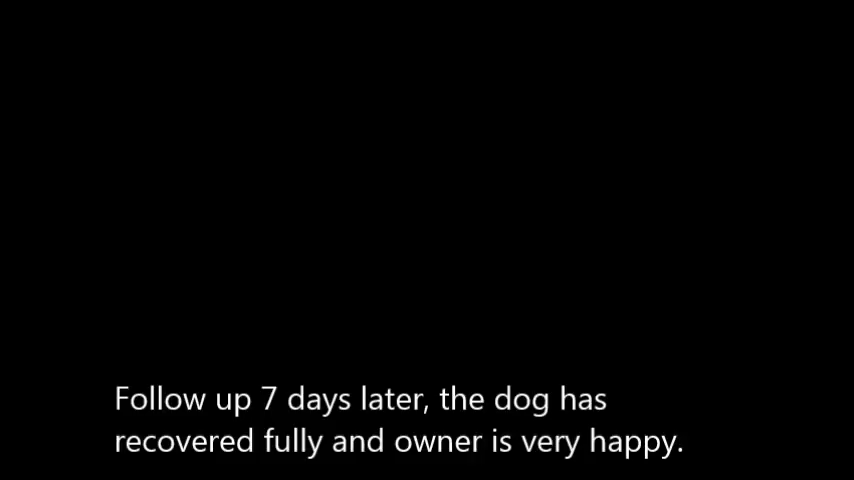 Follow up 7 days later, the dog has
recovered fully and owner is very happy.